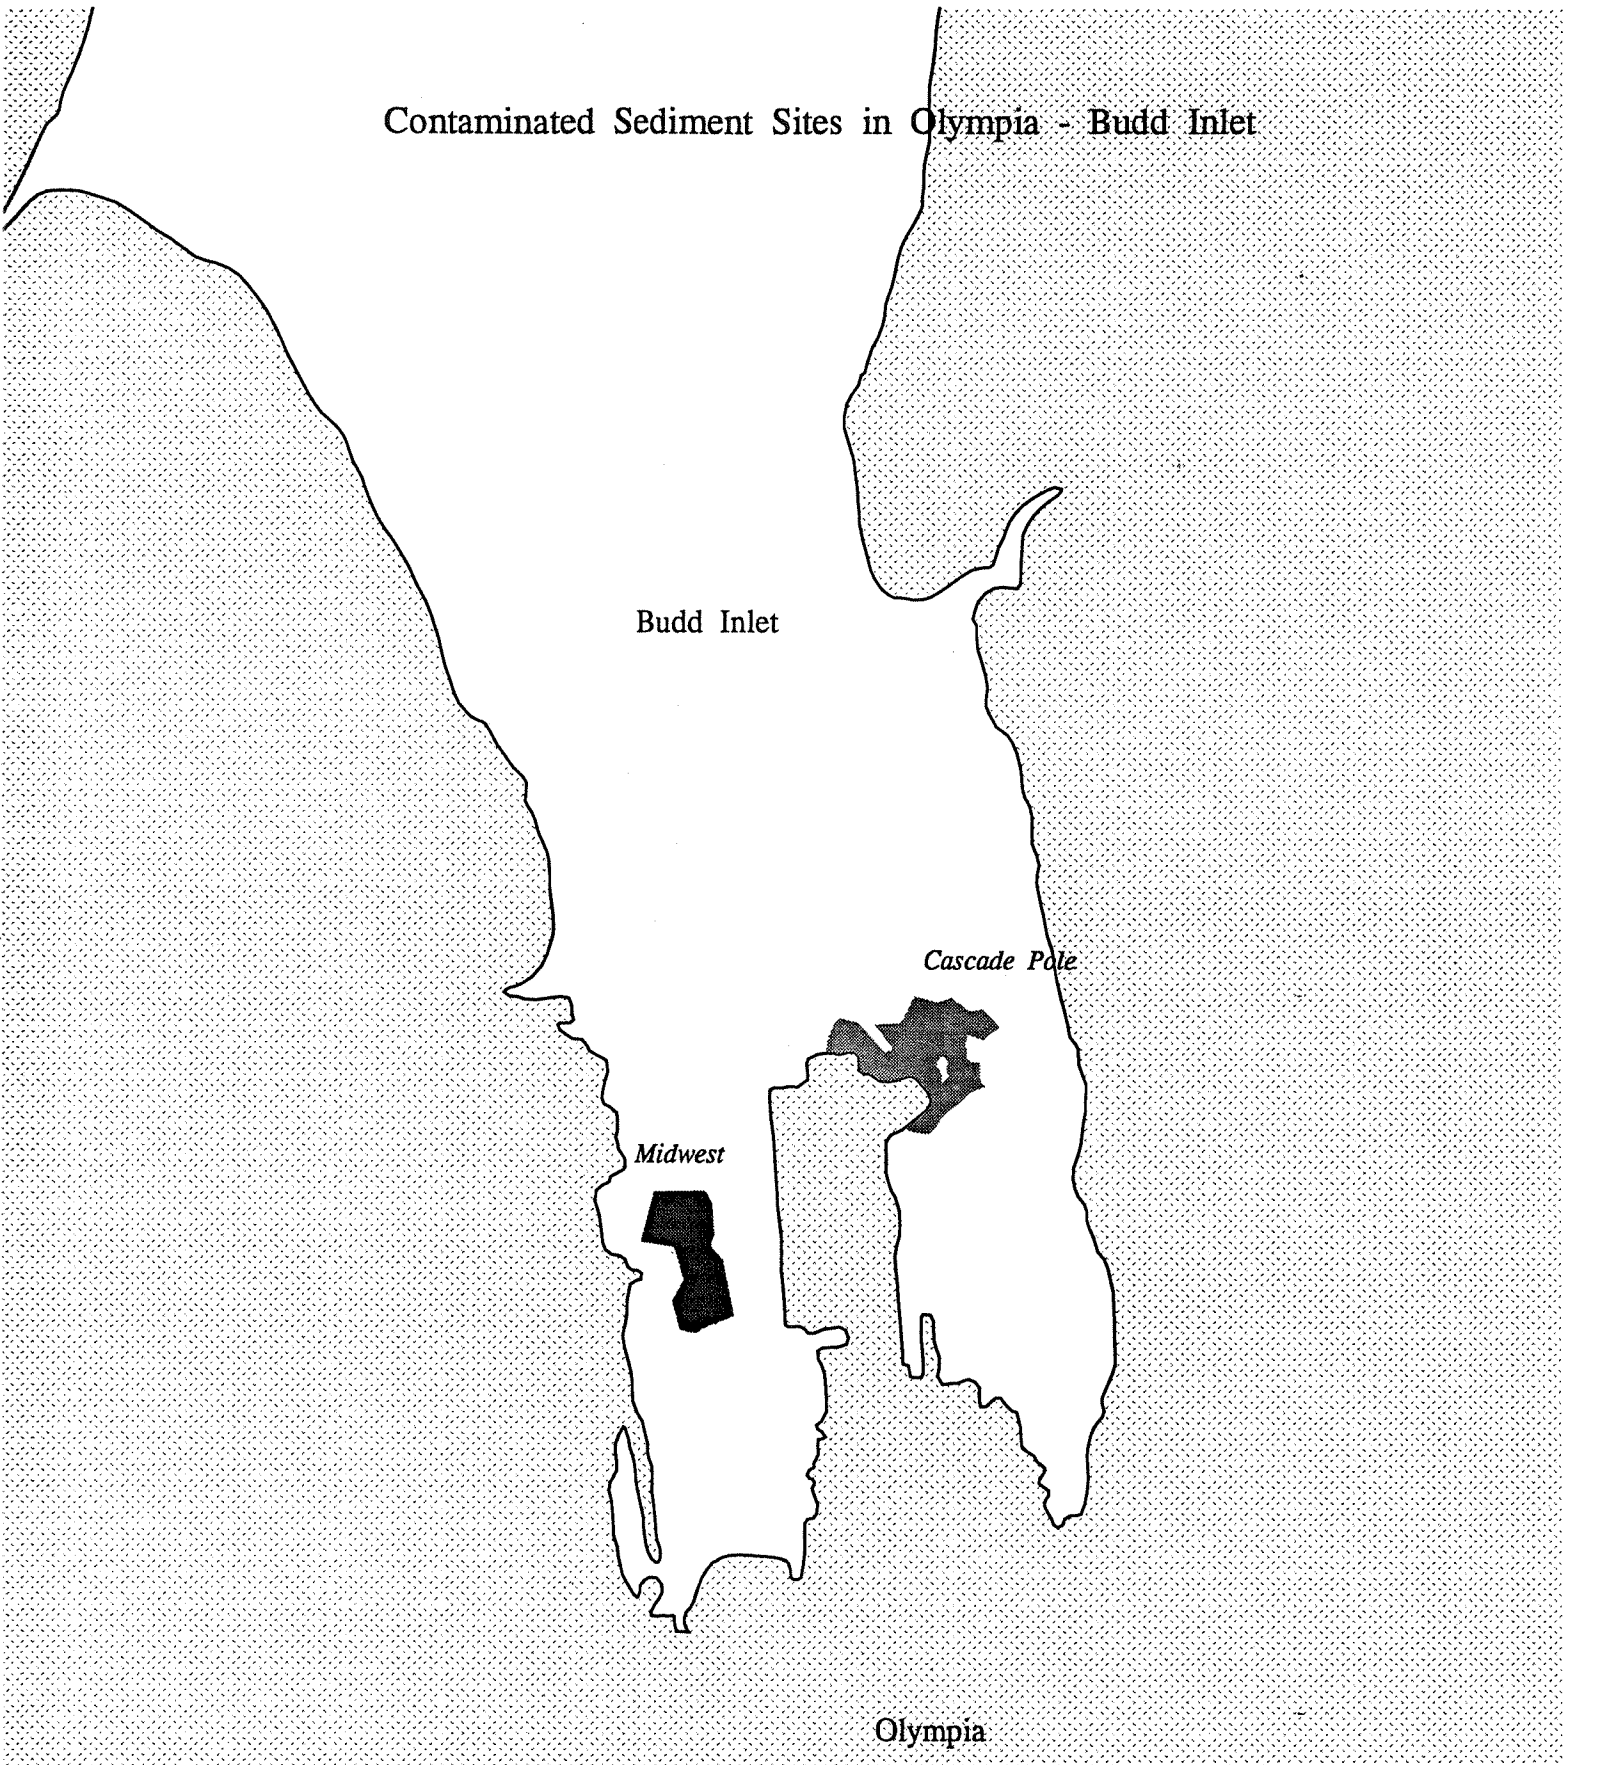 Contaminated Sediment Sites in Olympia - Budd Inlet
Budd Inlet
Cascade Pole
Midwest
Olympia